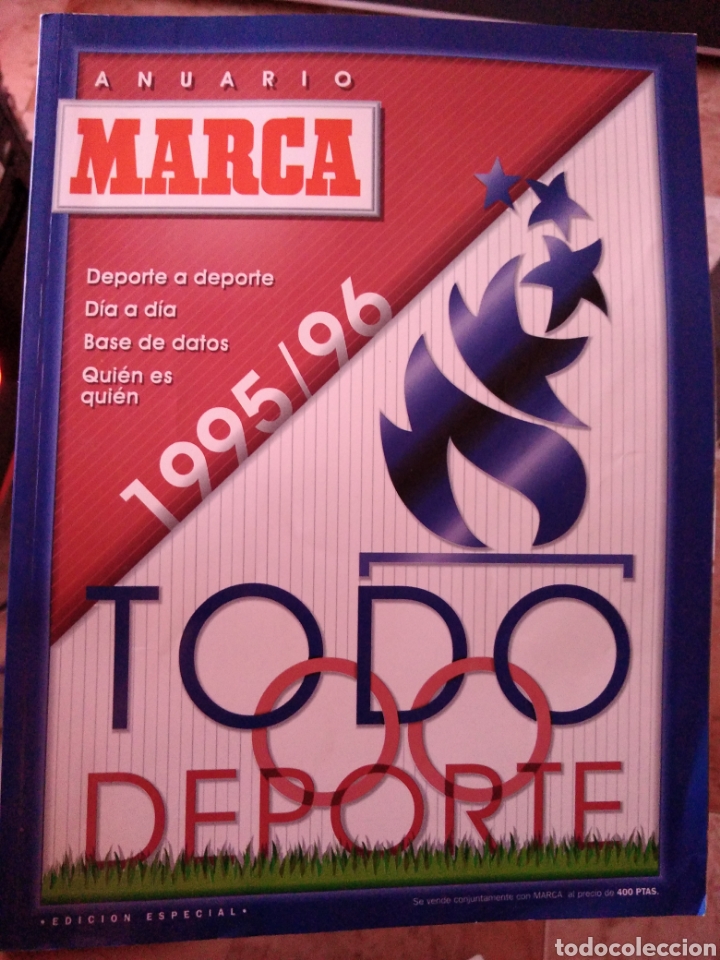 ANUARIO
MARCA
Deporte a deporte
Día a día
Base de datos
Quién es
quién
1995/96
TODO
DEPORTE
Se vende conjuntamente con MARCA al precio de 400 PTAS.
• EDICION ESPECIAL •
todocoleccion